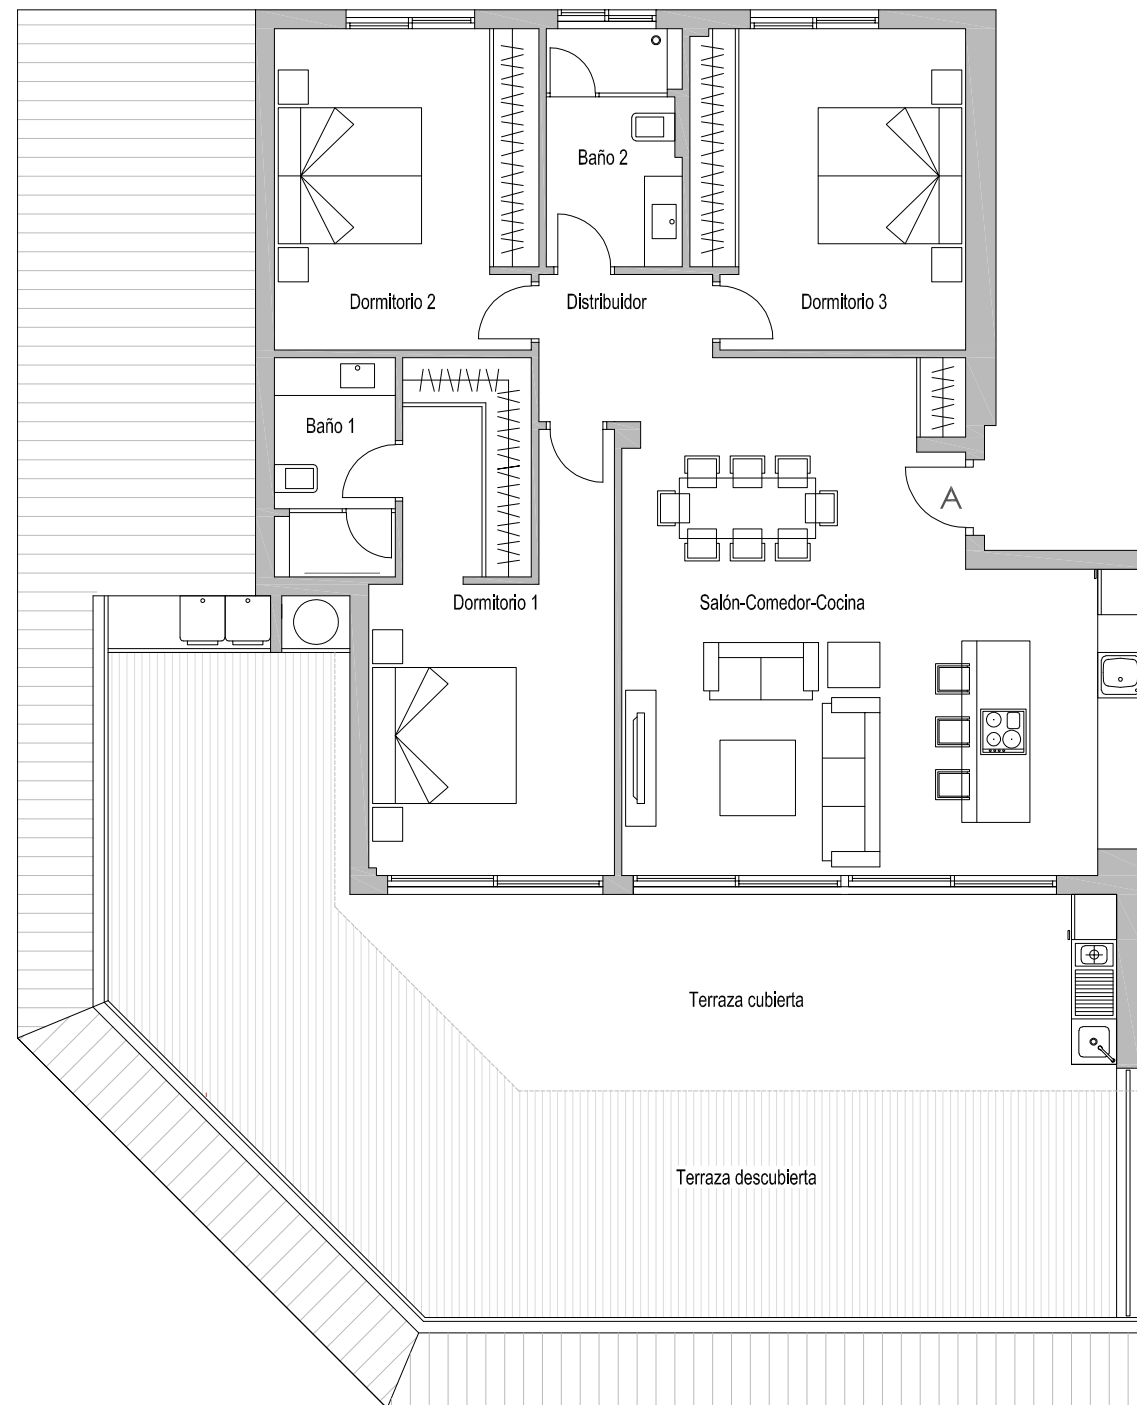 Baño 2
Dormitorio 2
Distribuidor
Dormitorio 3
Baño 1
A
Dormitorio 1
Salón-Comedor-Cocina
Terraza cubierta
Terraza descubierta